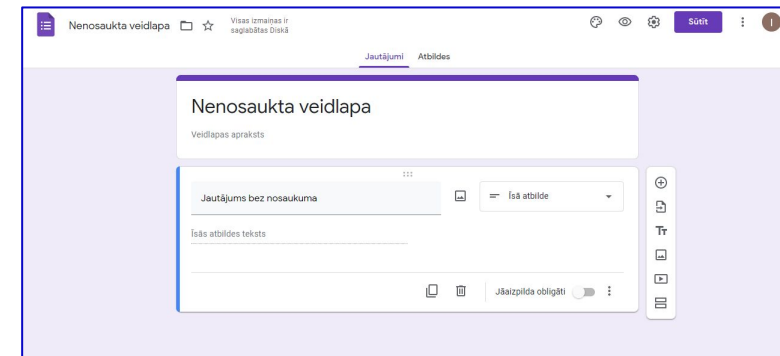 Nenosaukta veidlapa
Visas izmaiņas ir
saglabātas Diskā
Sūtīt
I
Jautājumi Atbildes
Nenosaukta veidlapa
Veidlapas apraksts
Jautājums bez nosaukuma
Īsā atbilde
Īsās atbildes teksts
Tт
Jāaizpilda obligāti